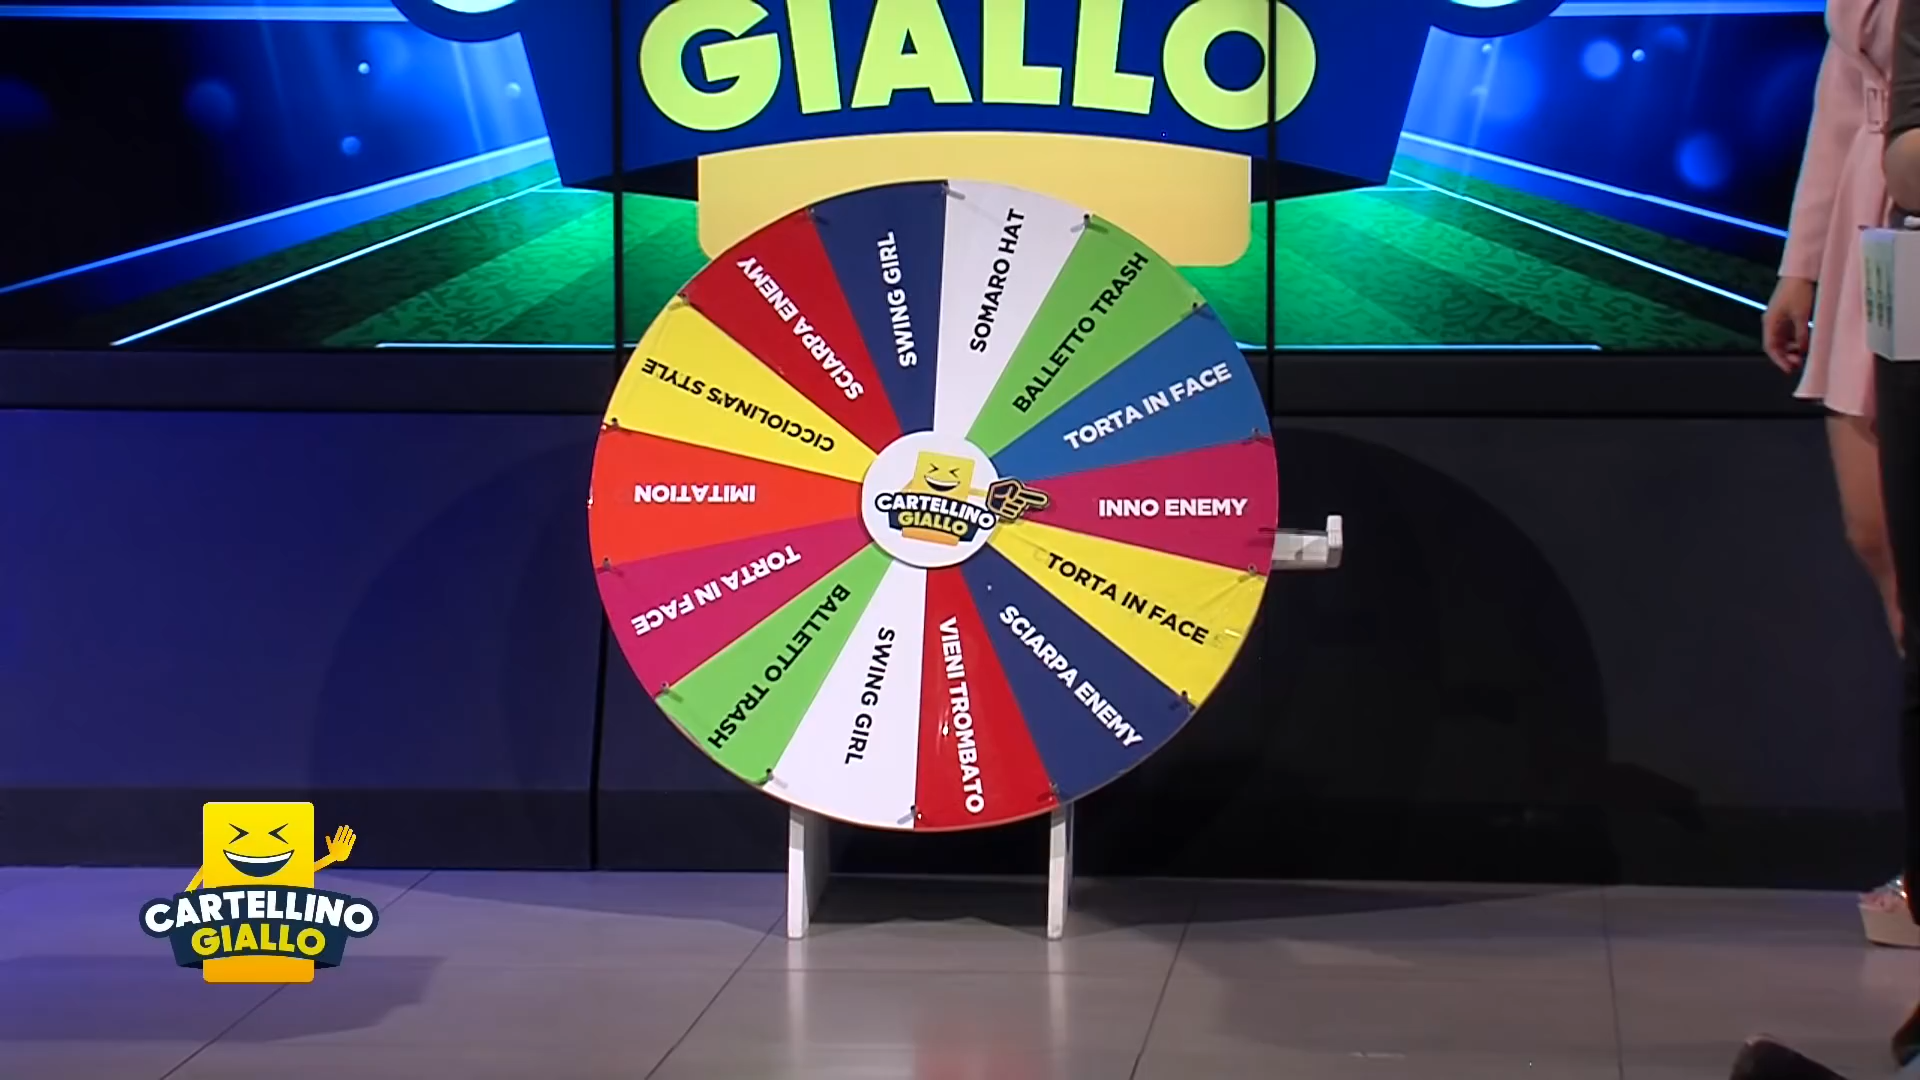 GIALLO
SWING GIRL
SOMARO HAT
BALLETTO TRASH
TORTA IN FACE
INNO ENEMY
TORTA IN FACE
SCIARPA ENEMY
VIENI TROMBATO
SWING GIRL
BALLETTO TRASH
TORTA IN FACE
IMITATION
CICCIOLINA'S STYLE
SCIARPA ENEMY
CARTELLINO
GIALLO
CARTELLINO
GIALLO